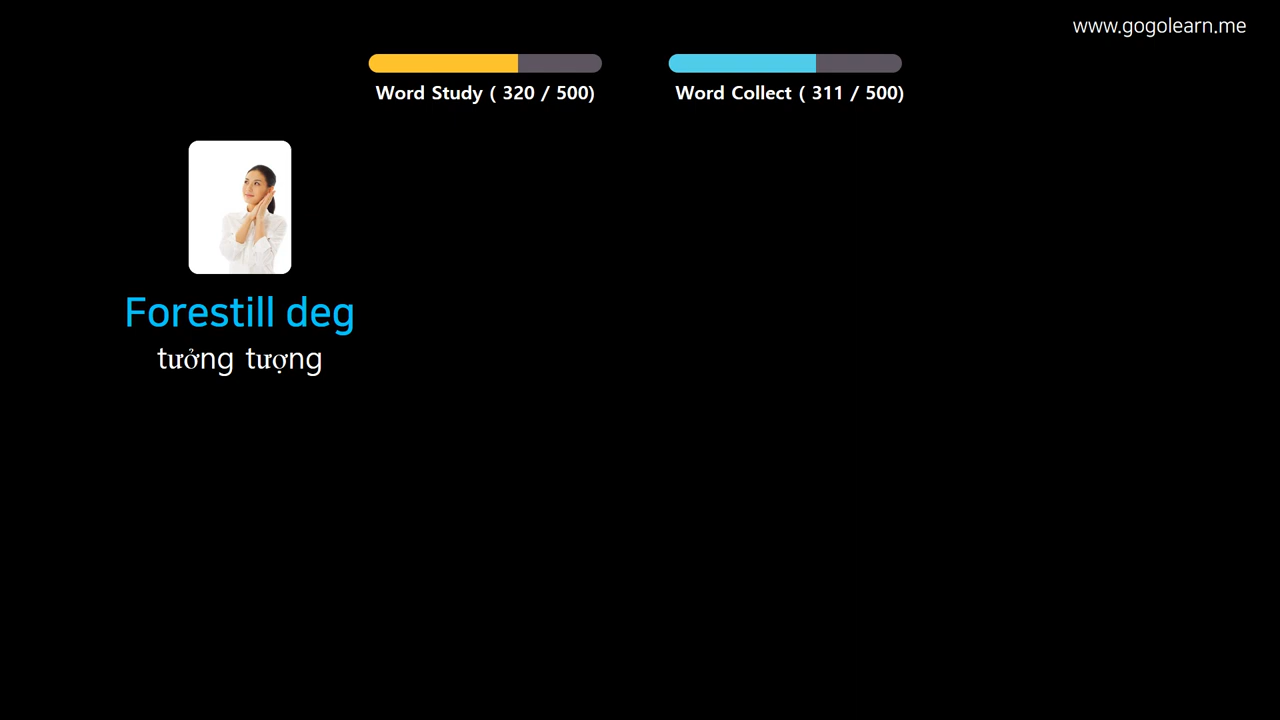 www.gogolearn.me
Word Study ( 320 / 500)
Word Collect ( 311 / 500)
Forestill deg
tưởng tượng